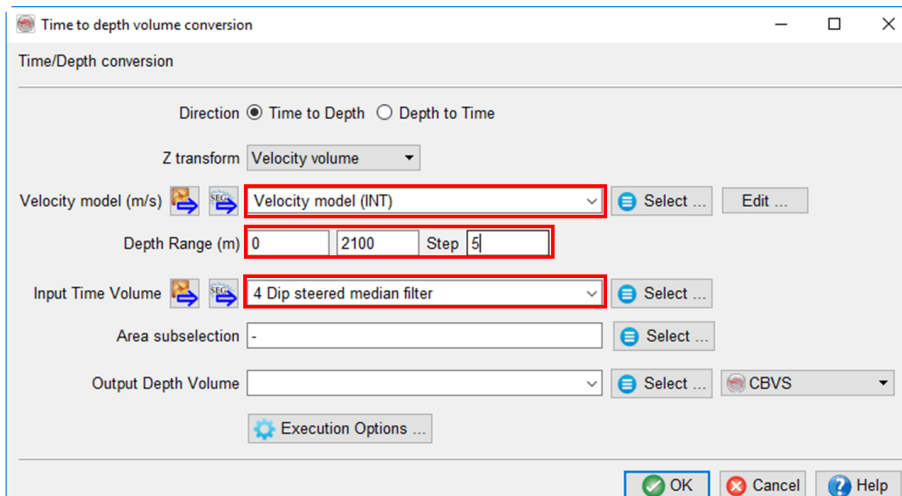 Time to depth volume conversion
Time/Depth conversion
Direction Time to Depth Depth to Time
Z transform Velocity volume
Velocity model (m/s) SEG Velocity model (INT) Select ... Edit ...
Depth Range (m) 0 2100 Step 5
Input Time Volume SEG 4 Dip steered median filter Select ...
Area subselection - Select ...
Output Depth Volume Select ... CBVS
Execution Options ...
OK Cancel Help